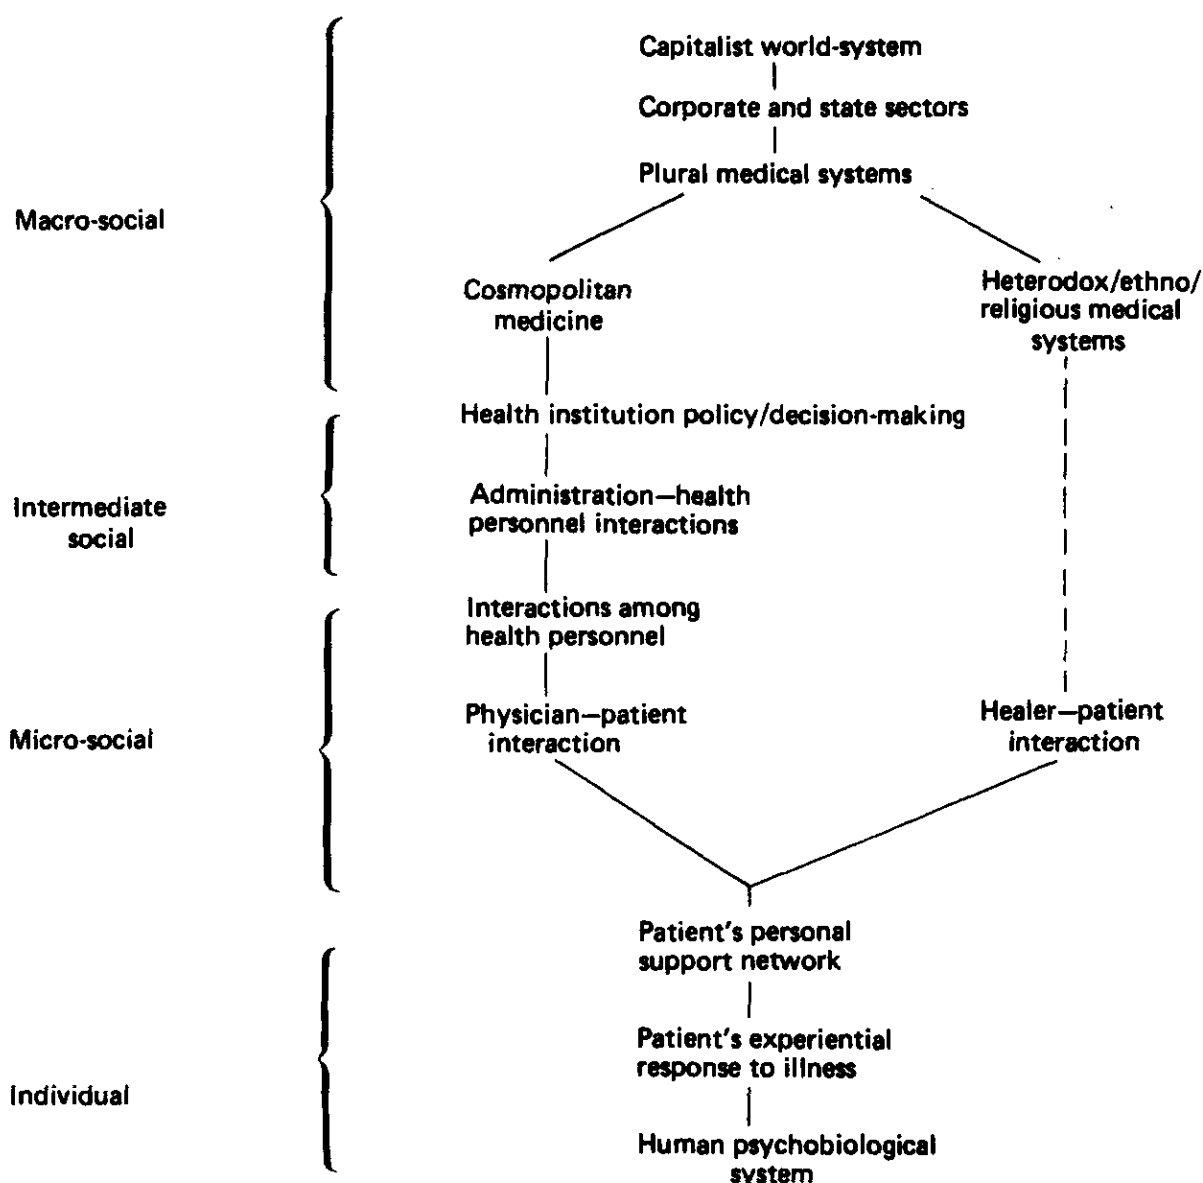 Capitalist world-system
Corporate and state sectors
Plural medical systems
Macro-social
Cosmopolitan
medicine
Heterodox/ethno/
religious medical
systems
Health institution policy/decision-making
Intermediate
social
Administration—health
personnel interactions
Interactions among
health personnel
Micro-social
Physician—patient
interaction
Healer—patient
interaction
Patient's personal
support network
Patient's experiential
response to illness
Individual
Human psychobiological
system